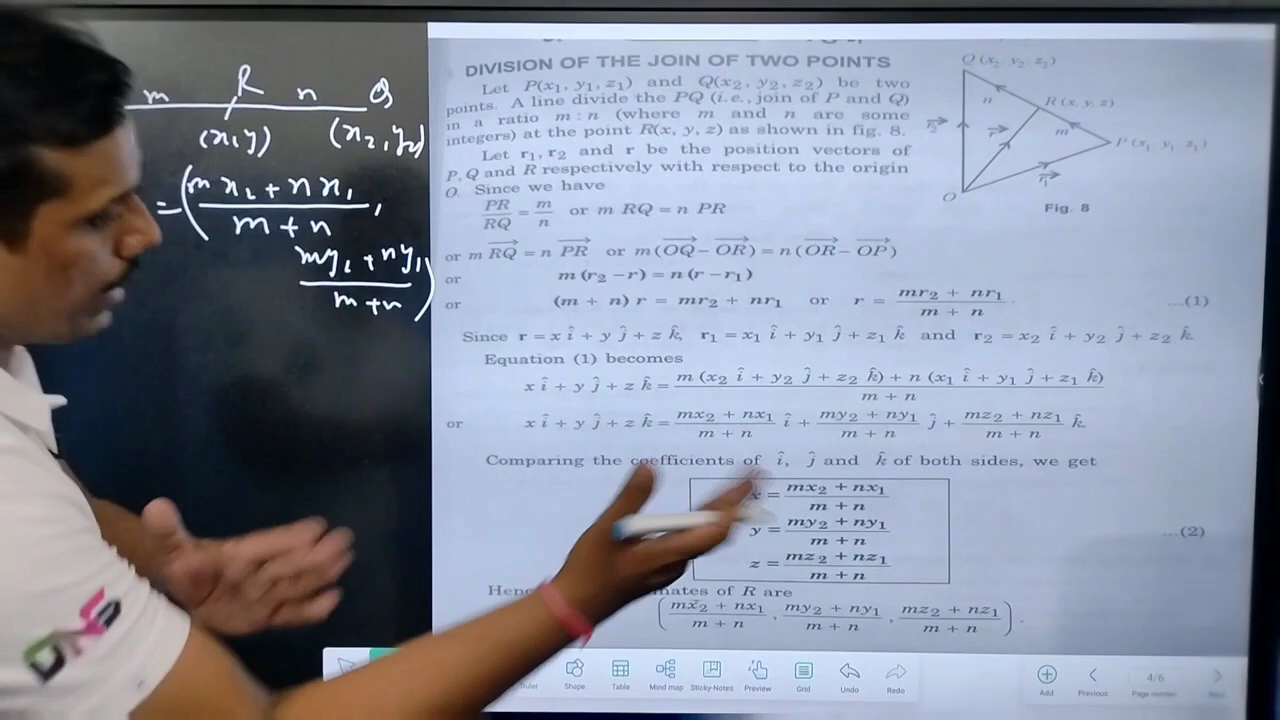 m R n Q
(x,y) (x₂,y₂)
= ( m x₂ + n x₁ / m + n ,
m y₂ + n y₁ / m + n )
DIVISION OF THE JOIN OF TWO POINTS
Let P(x₁, y₁, z₁) and Q(x₂, y₂, z₂) be two
points. A line divide the PQ (i.e., join of P and Q)
in a ratio m : n (where m and n are some
integers) at the point R(x, y, z) as shown in fig. 8.
Let r₁, r₂ and r be the position vectors of
P, Q and R respectively with respect to the origin
O. Since we have
PR/RQ = m/n or m RQ = n PR
or m RQ⃗ = n PR⃗ or m(OQ⃗ – OR⃗) = n(OR⃗ – OP⃗)
or m (r₂ – r) = n (r – r₁)
or (m + n) r = mr₂ + nr₁ or r = mr₂ + nr₁ / m + n . ...(1)
Since r = x î + y ĵ + z k̂, r₁ = x₁ î + y₁ ĵ + z₁ k̂ and r₂ = x₂ î + y₂ ĵ + z₂ k̂
Equation (1) becomes
x î + y ĵ + z k̂ = m (x₂ î + y₂ ĵ + z₂ k̂) + n (x₁ î + y₁ ĵ + z₁ k̂) / m + n
or x î + y ĵ + z k̂ = mx₂ + nx₁ / m + n î + my₂ + ny₁ / m + n ĵ + mz₂ + nz₁ / m + n k̂
Comparing the coefficients of î, ĵ and k̂ of both sides, we get
x = mx₂ + nx₁ / m + n
y = my₂ + ny₁ / m + n ...(2)
z = mz₂ + nz₁ / m + n
of R are
( mx₂ + nx₁ / m + n , my₂ + ny₁ / m + n , mz₂ + nz₁ / m + n ) .
Q (x₂, y₂, z₂)
n R (x, y, z)
r₂⃗ r⃗ m
P (x₁ y₁ z₁)
r₁⃗
O
Fig. 8
Shape Table Mind map Sticky-Notes Preview Grid Undo Redo
Add Previous 4/6 Page number